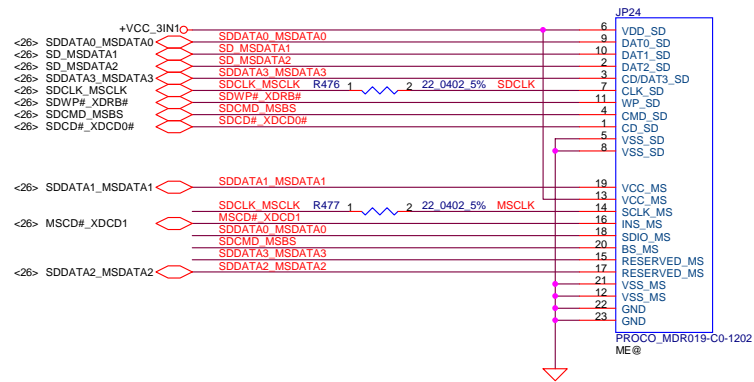 JP24
+VCC_3IN1 6 VDD_SD
<26> SDDATA0_MSDATA0 SDDATA0_MSDATA0 9 DAT0_SD
<26> SD_MSDATA1 SD_MSDATA1 10 DAT1_SD
<26> SD_MSDATA2 SD_MSDATA2 2 DAT2_SD
<26> SDDATA3_MSDATA3 SDDATA3_MSDATA3 3 CD/DAT3_SD
<26> SDCLK_MSCLK SDCLK_MSCLK R476 1 2 22_0402_5% SDCLK 7 CLK_SD
<26> SDWP#_XDRB# SDWP#_XDRB# 11 WP_SD
<26> SDCMD_MSBS SDCMD_MSBS 4 CMD_SD
<26> SDCD#_XDCD0# SDCD#_XDCD0# 1 CD_SD
5 VSS_SD
8 VSS_SD
<26> SDDATA1_MSDATA1 SDDATA1_MSDATA1 19 VCC_MS
13 VCC_MS
SDCLK_MSCLK R477 1 2 22_0402_5% MSCLK 14 SCLK_MS
<26> MSCD#_XDCD1 MSCD#_XDCD1 16 INS_MS
SDDATA0_MSDATA0 18 SDIO_MS
SDCMD_MSBS 20 BS_MS
SDDATA3_MSDATA3 15 RESERVED_MS
<26> SDDATA2_MSDATA2 SDDATA2_MSDATA2 17 RESERVED_MS
21 VSS_MS
12 VSS_MS
22 GND
23 GND
PROCO_MDR019-C0-1202
ME@